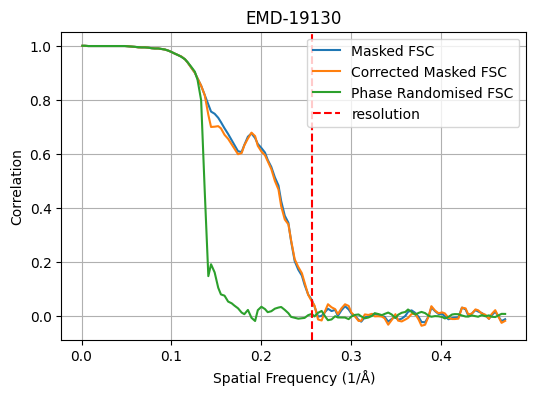 EMD-19130
Masked FSC
Corrected Masked FSC
Phase Randomised FSC
resolution
Correlation
1.0
0.8
0.6
0.4
0.2
0.0
0.0 0.1 0.2 0.3 0.4
Spatial Frequency (1/Å)